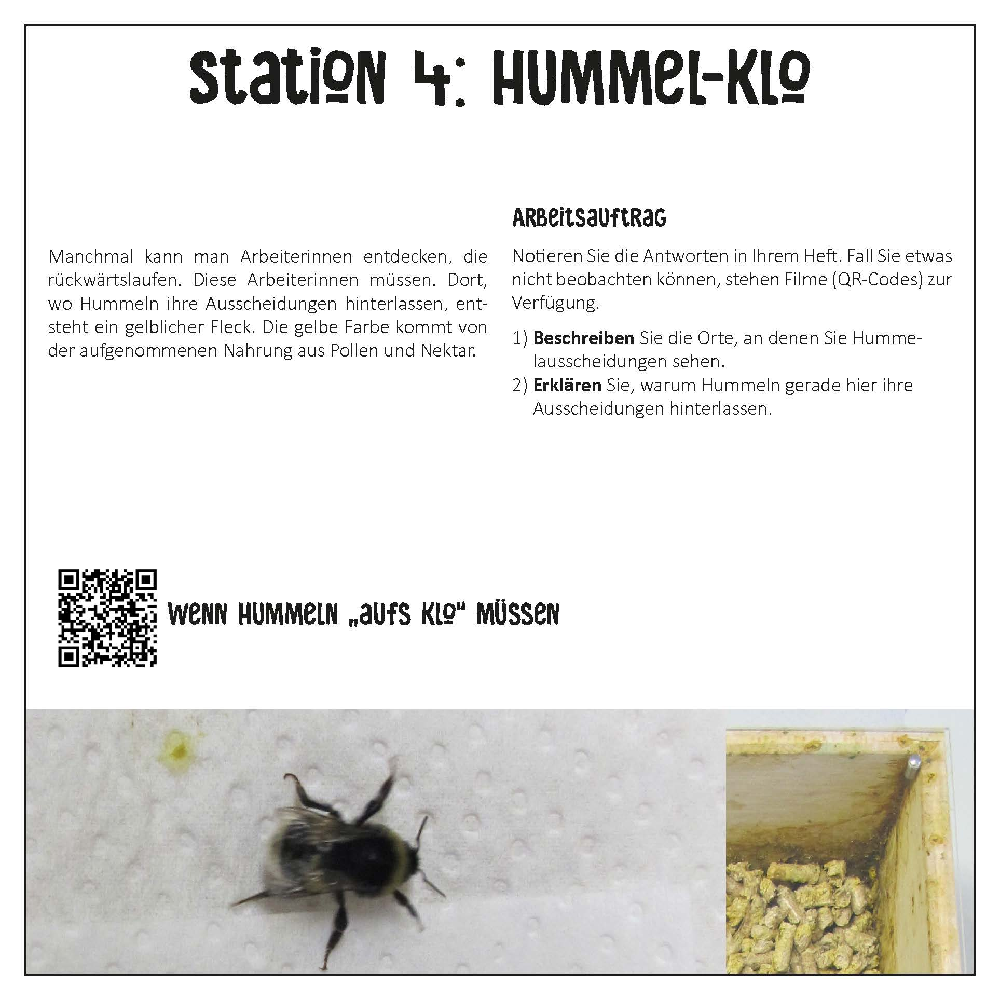 Station 4: Hummel-Klo
Manchmal kann man Arbeiterinnen entdecken, die
rückwärtslaufen. Diese Arbeiterinnen müssen. Dort,
wo Hummeln ihre Ausscheidungen hinterlassen, ent-
steht ein gelblicher Fleck. Die gelbe Farbe kommt von
der aufgenommenen Nahrung aus Pollen und Nektar.
Arbeitsauftrag
Notieren Sie die Antworten in Ihrem Heft. Fall Sie etwas
nicht beobachten können, stehen Filme (QR-Codes) zur
Verfügung.
1) Beschreiben Sie die Orte, an denen Sie Humme-
lausscheidungen sehen.
2) Erklären Sie, warum Hummeln gerade hier ihre
Ausscheidungen hinterlassen.
Wenn Hummeln „aufs Klo“ müssen